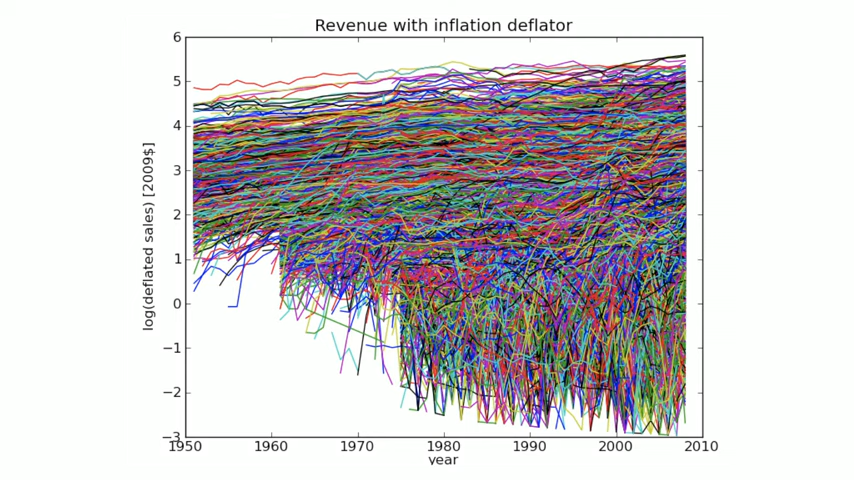 Revenue with inflation deflator
log(deflated sales) [2009$]
6
5
4
3
2
1
0
−1
−2
−3
1950 1960 1970 1980 1990 2000 2010
year